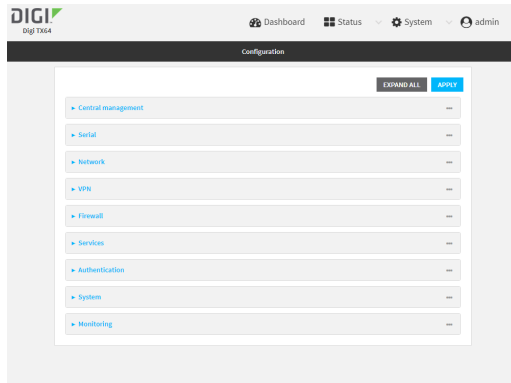 DIGI
Digi TX64
Dashboard
Status
System
admin
Configuration
EXPAND ALL
APPLY
Central management
Serial
Network
VPN
Firewall
Services
Authentication
System
Monitoring